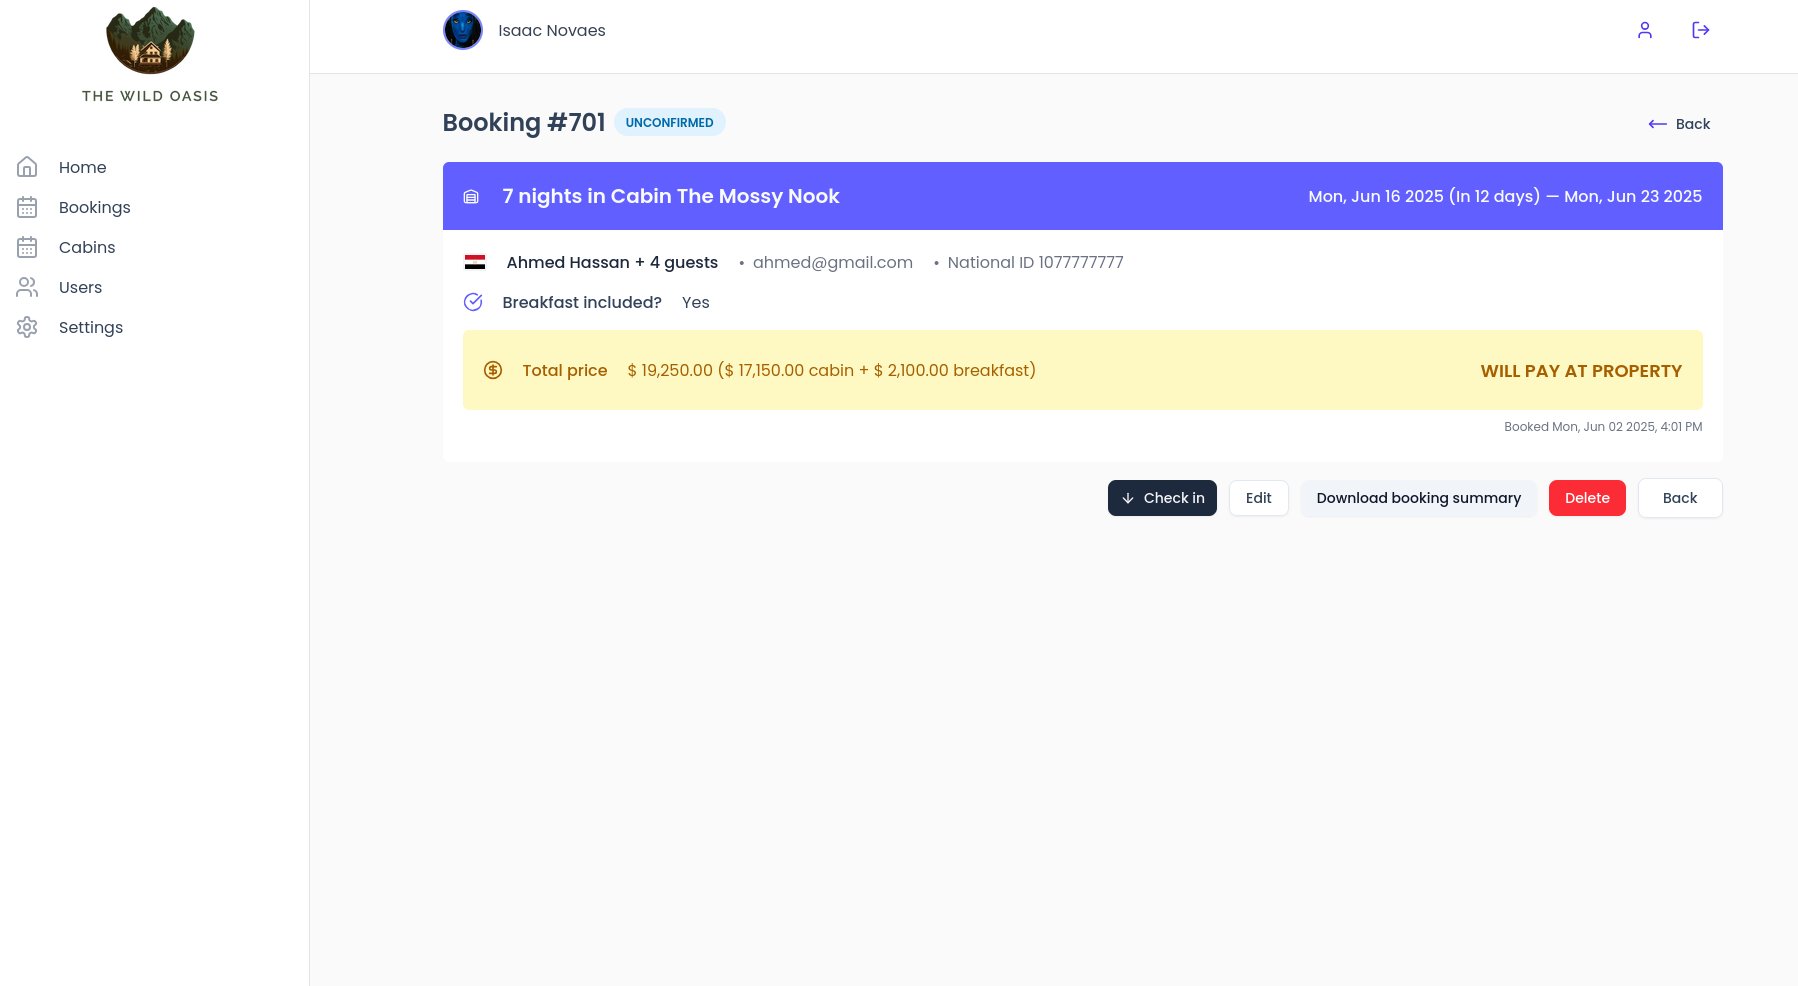 THE WILD OASIS
Home
Bookings
Cabins
Users
Settings
Isaac Novaes
Booking #701 UNCONFIRMED
Back
7 nights in Cabin The Mossy Nook Mon, Jun 16 2025 (In 12 days) — Mon, Jun 23 2025
Ahmed Hassan + 4 guests • ahmed@gmail.com • National ID 1077777777
Breakfast included? Yes
Total price $ 19,250.00 ($ 17,150.00 cabin + $ 2,100.00 breakfast) WILL PAY AT PROPERTY
Booked Mon, Jun 02 2025, 4:01 PM
Check in Edit Download booking summary Delete Back